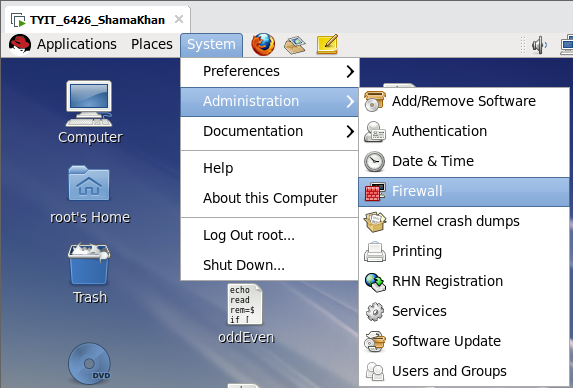 TYIT_6426_ShamaKhan
Applications Places System
Preferences
Administration
Documentation
Help
About this Computer
Log Out root...
Shut Down...
Add/Remove Software
Authentication
Date & Time
Firewall
Kernel crash dumps
Printing
RHN Registration
Services
Software Update
Users and Groups
Computer
root's Home
Trash
echo
read
rem=$
if [
oddEven
DVD